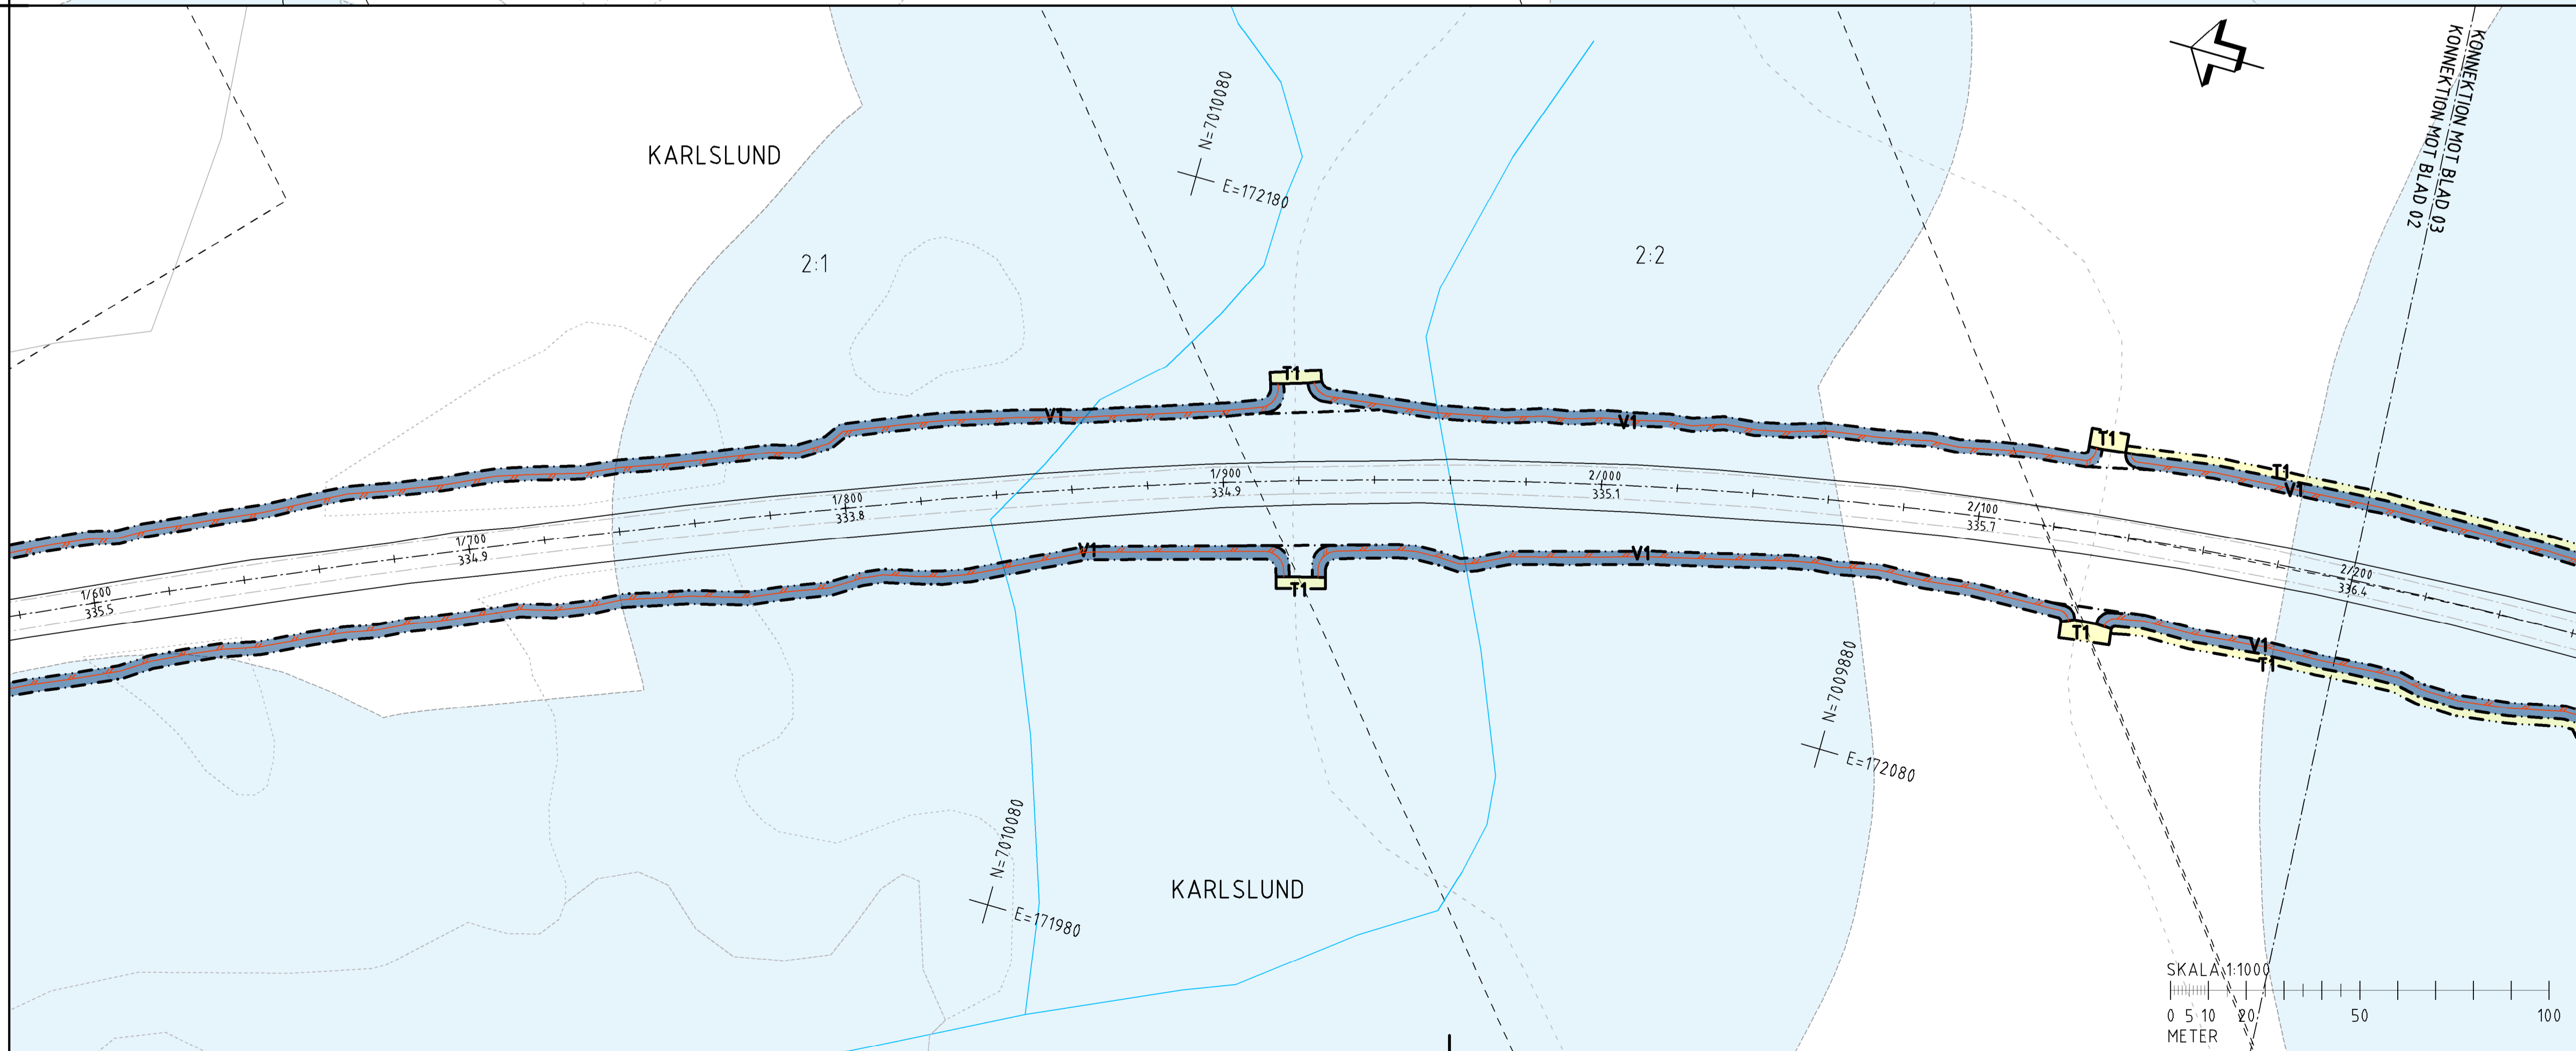 KONNEKTION MOT BLAD 03
KONNEKTION MOT BLAD 02
N=7010080
E=172180
KARLSLUND
2:1
2:2
T1
V1
V1
T1
T1
V1
1/600
335.5
1/700
334.9
1/800
333.8
1/900
334.9
2/000
335.1
2/100
335.7
2/200
336.4
V1
V1
T1
T1
V1
T1
N=7009880
E=172080
N=7010080
E=171980
KARLSLUND
SKALA 1:1000
0 5 10 20 50 100
METER